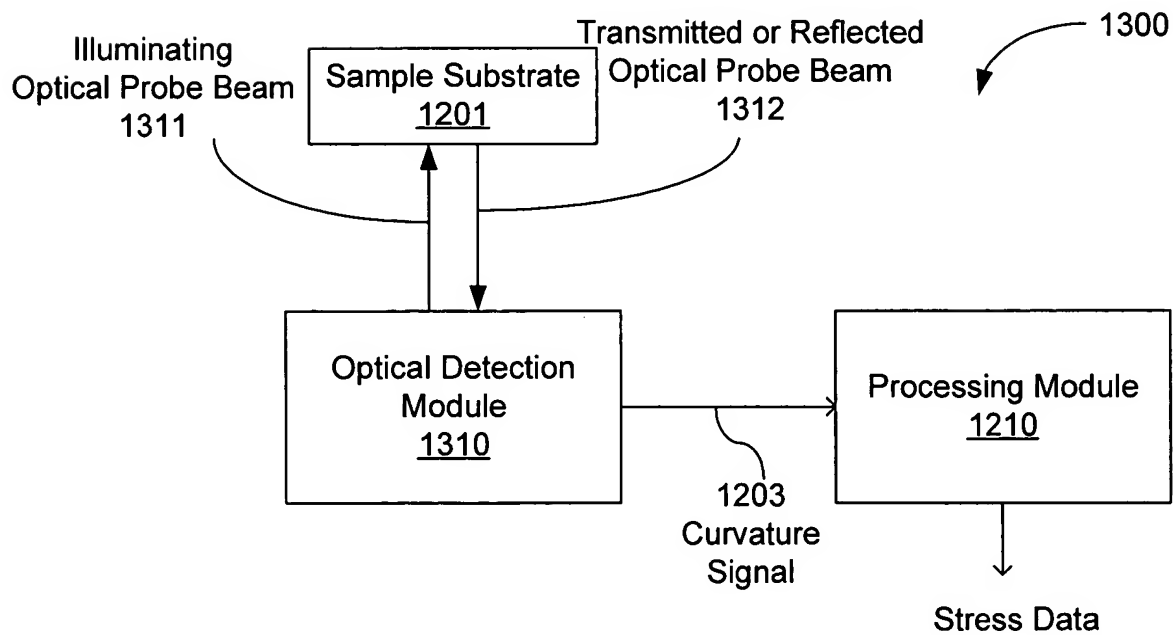 Illuminating
Optical Probe Beam
1311
Sample Substrate
1201
Transmitted or Reflected
Optical Probe Beam
1312
1300
Optical Detection
Module
1310
1203
Curvature
Signal
Processing Module
1210
Stress Data